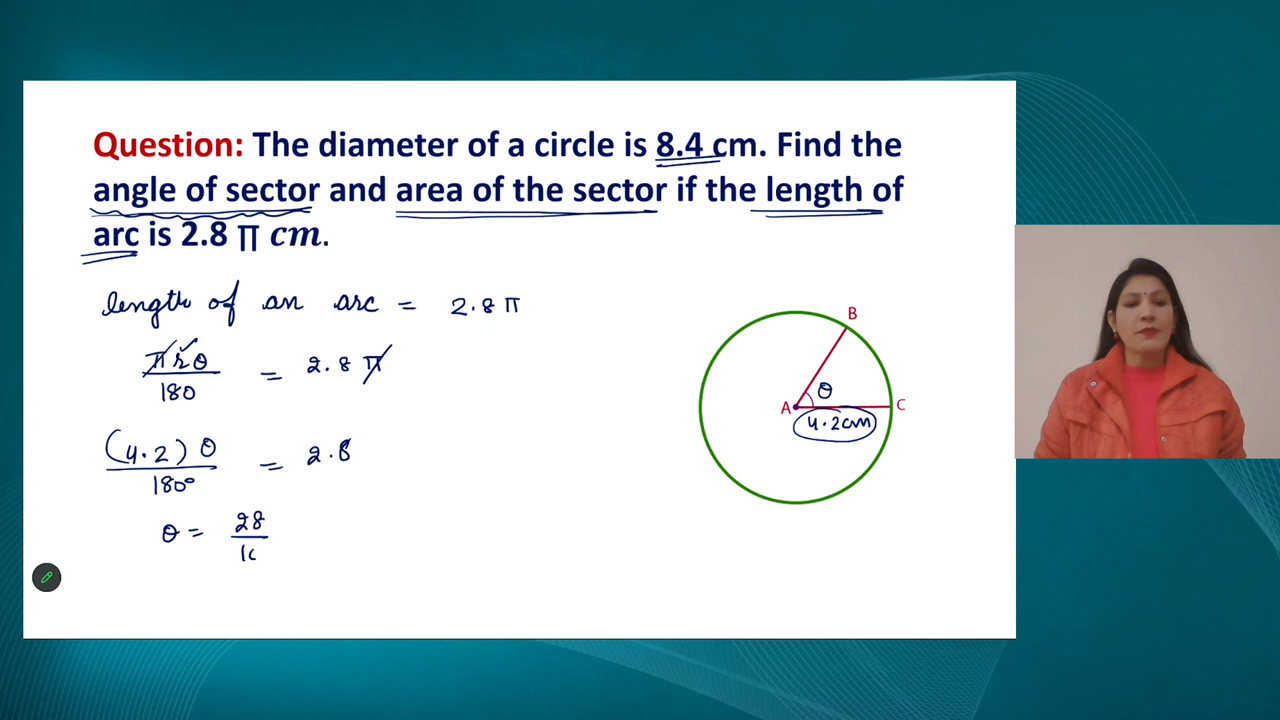 Question: The diameter of a circle is 8.4 cm. Find the
angle of sector and area of the sector if the length of
arc is 2.8 ∏ cm.
length of an arc = 2.8 π
πrθ/180 = 2.8 π
(4.2) θ/180° = 2.8
θ = 28/10
B
θ
A
C
4.2cm